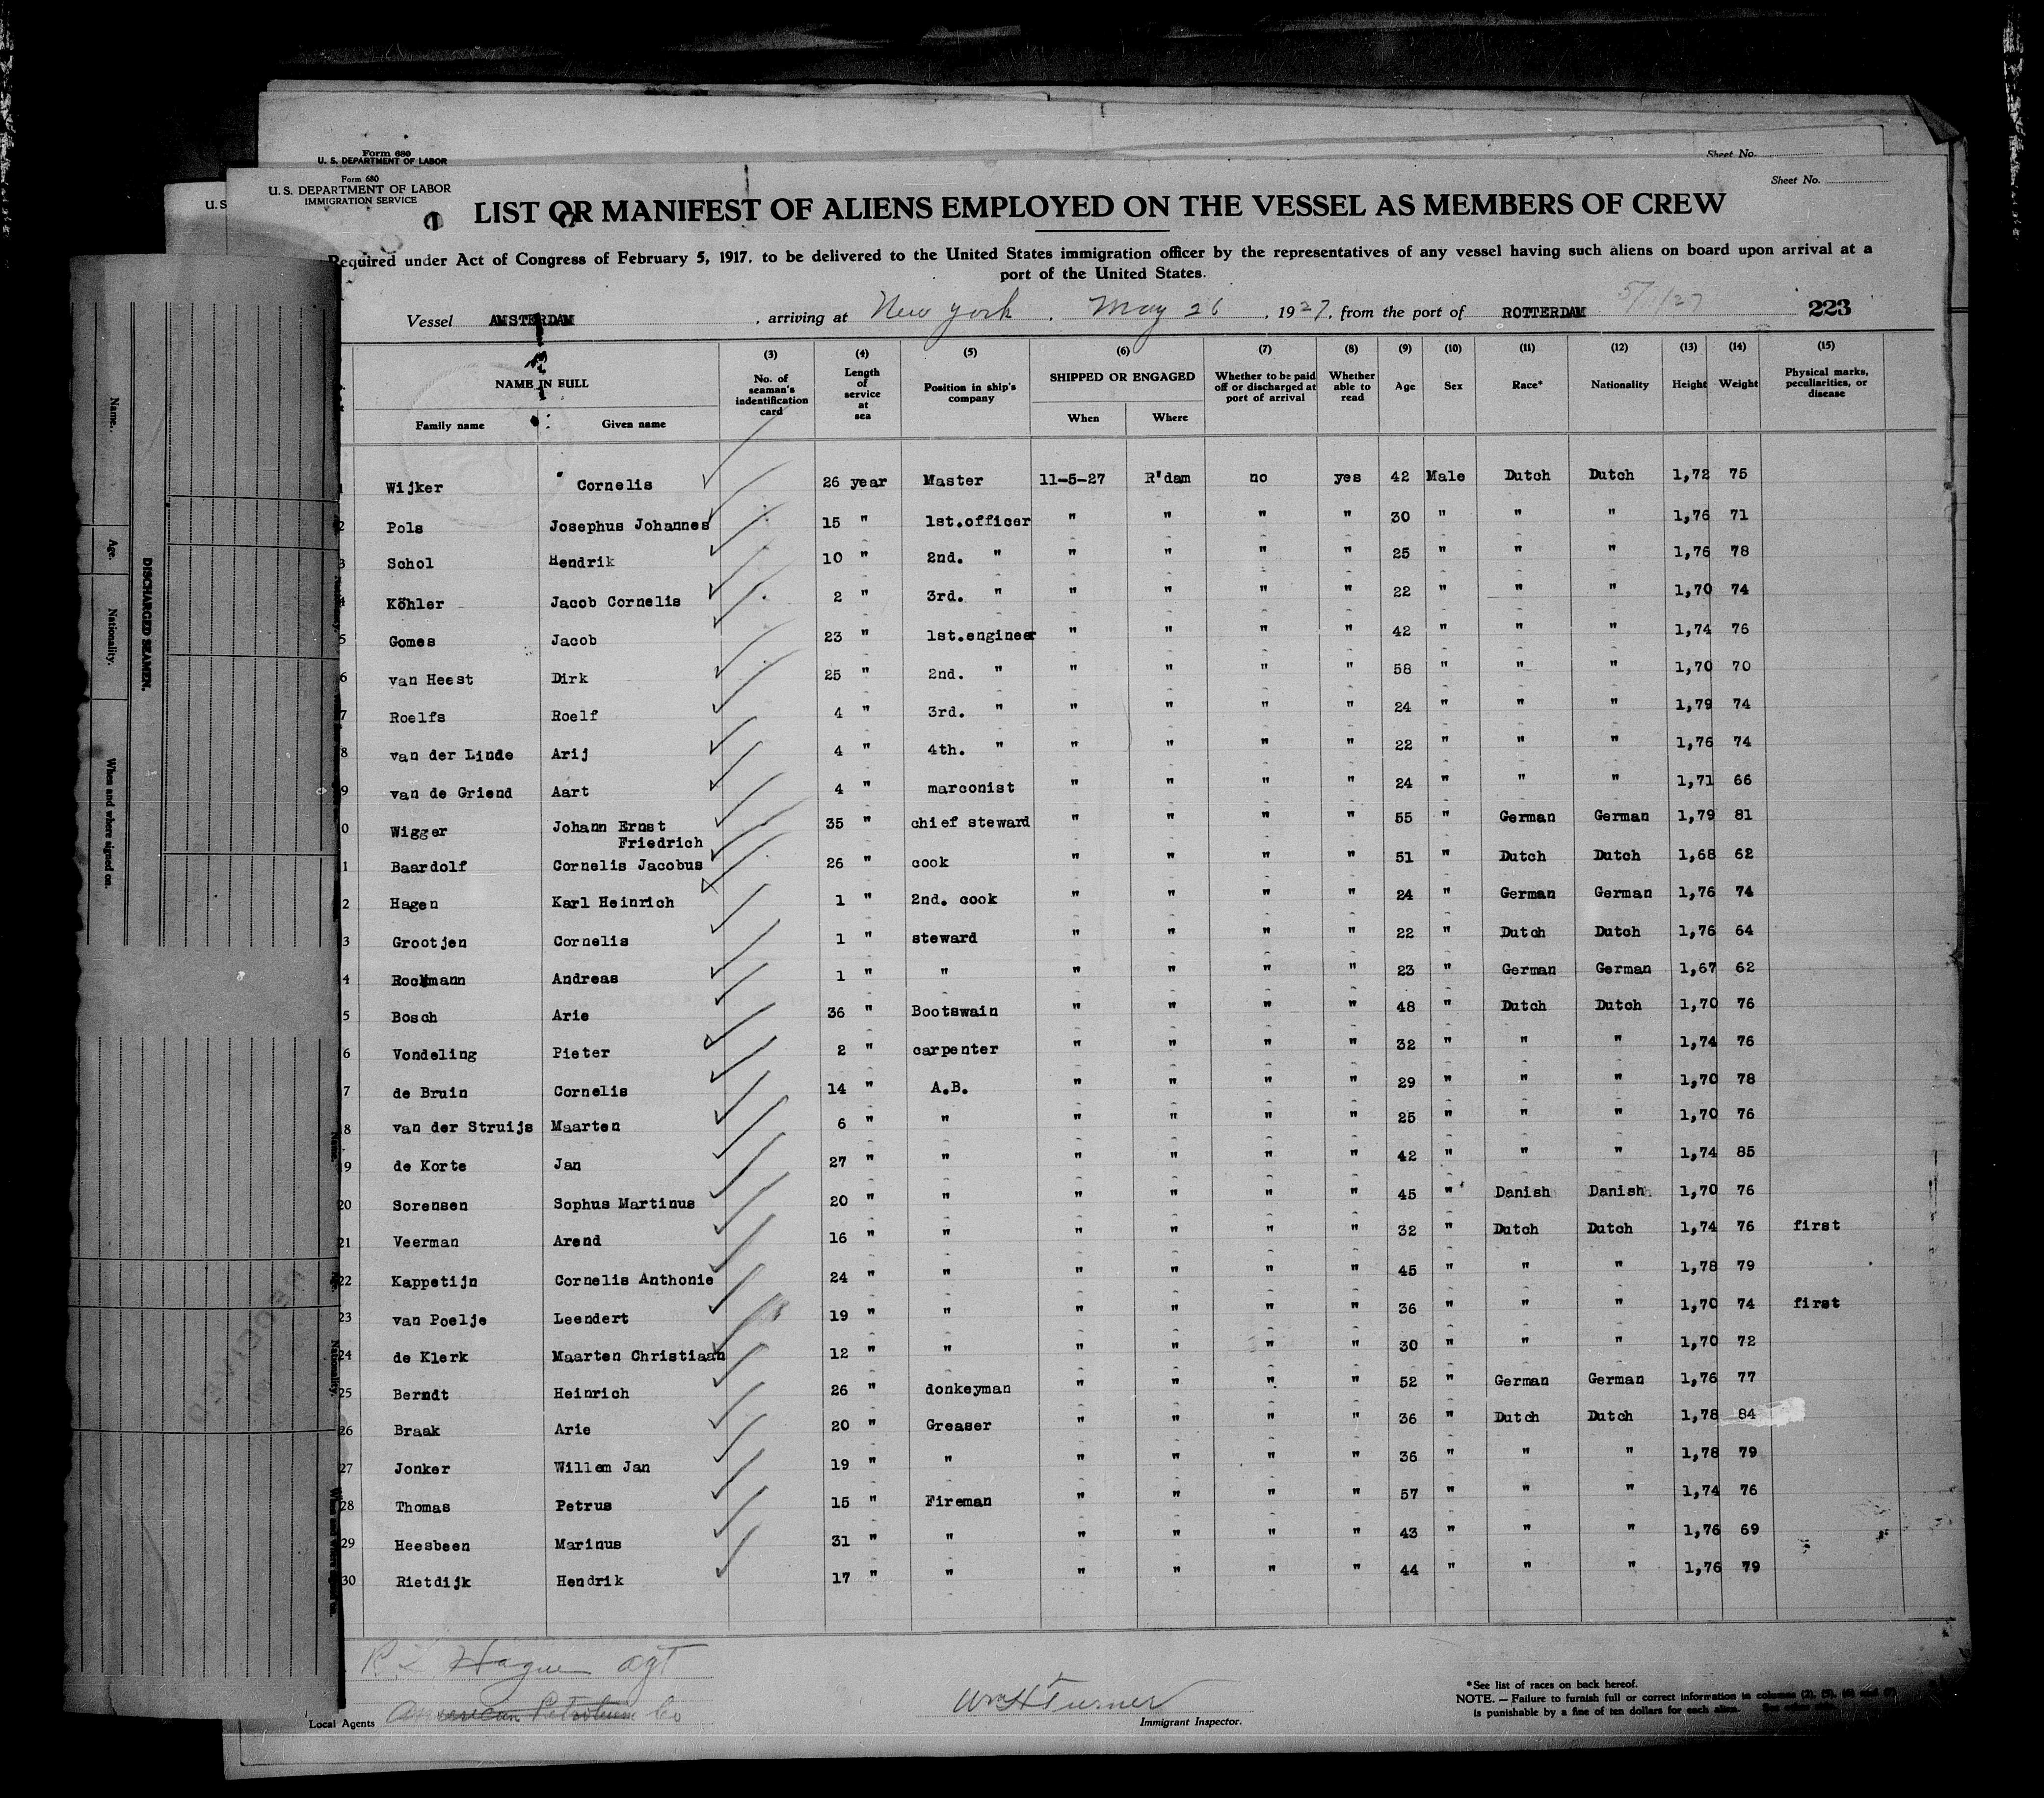 Form 680
U. S. DEPARTMENT OF LABOR
Sheet No.
Form 680
U. S. DEPARTMENT OF LABOR
IMMIGRATION SERVICE
Sheet No.
U. S
LIST OR MANIFEST OF ALIENS EMPLOYED ON THE VESSEL AS MEMBERS OF CREW
Required under Act of Congress of February 5, 1917, to be delivered to the United States immigration officer by the representatives of any vessel having such aliens on board upon arrival at a
port of the United States.
Vessel AMSTERDAM, arriving at New York, May 26, 1927, from the port of ROTTERDAM 223
NAME IN FULL
Family name Given name
(3) No. of seaman's indentification card
(4) Length of service at sea
(5) Position in ship's company
(6) SHIPPED OR ENGAGED
When Where
(7) Whether to be paid off or discharged at port of arrival
(8) Whether able to read
(9) Age
(10) Sex
(11) Race*
(12) Nationality
(13) Height
(14) Weight
(15) Physical marks, peculiarities, or disease
1 Wijker Cornelis 26 year Master 11-5-27 R'dam no yes 42 Male Dutch Dutch 1,72 75
2 Pols Josephus Johannes 15 " 1st.officer " " " " 30 " " " 1,76 71
3 Schol Hendrik 10 " 2nd. " " " " " 25 " " " 1,76 78
4 Köhler Jacob Cornelis 2 " 3rd. " " " " " 22 " " " 1,70 74
5 Gomes Jacob 23 " 1st.engineer " " " " 42 " " " 1,74 76
6 van Heest Dirk 25 " 2nd. " " " " " 58 " " " 1,70 70
7 Roelfs Roelf 4 " 3rd. " " " " " 24 " " " 1,79 74
8 van der Linde Arij 4 " 4th. " " " " " 22 " " " 1,76 74
9 van de Griend Aart 4 " marconist " " " " 24 " " " 1,71 66
0 Wigger Johann Ernst Friedrich 35 " chief steward " " " " 55 " German German 1,79 81
1 Baardolf Cornelis Jacobus 26 " cook " " " " 51 " Dutch Dutch 1,68 62
2 Hagen Karl Heinrich 1 " 2nd. cook " " " " 24 " German German 1,76 74
3 Grootjen Cornelis 1 " steward " " " " 22 " Dutch Dutch 1,76 64
4 Andreas 1 " " " " " " 23 " German German 1,67 62
5 Bosch Arie 36 " Bootswain " " " " 48 " Dutch Dutch 1,70 76
6 Vondeling Pieter 2 " carpenter " " " " 32 " " " 1,74 76
7 de Bruin Cornelis 14 " A.B. " " " " 29 " " " 1,70 78
8 van der Struijs Maarten 6 " " " " " " 25 " " " 1,70 76
9 de Korte Jan 27 " " " " " " 42 " " " 1,74 85
20 Sorensen Sophus Martinus 20 " " " " " " 45 " Danish Danish 1,70 76
21 Veerman Arend 16 " " " " " " 32 " Dutch Dutch 1,74 76 first
22 Kappetijn Cornelis Anthonie 24 " " " " " " 45 " " " 1,78 79
23 van Poelje Leendert 19 " " " " " " 36 " " " 1,70 74 first
24 de Klerk Maarten Christiaan 12 " " " " " " 30 " " " 1,70 72
25 Berndt Heinrich 26 " donkeyman " " " " 52 " German German 1,76 77
26 Braak Arie 20 " Greaser " " " " 36 " Dutch Dutch 1,78 84
27 Jonker Willem Jan 19 " " " " " " 36 " " " 1,78 79
28 Thomas Petrus 15 " Fireman " " " " 57 " " " 1,74 76
29 Heesbeen Marinus 31 " " " " " " 43 " " " 1,76 69
30 Rietdijk Hendrik 17 " " " " " " 44 " " " 1,76 79
R. L. Hague agt
American Petroleum Co
Local Agents
Wm H Turner
Immigrant Inspector.
*See list of races on back hereof.
NOTE. — Failure to furnish full or correct information in columns (2), (5), (6) and (7)
is punishable by a fine of ten dollars for each alien.
DISCHARGED SEAMEN.
Name.
Age.
Nationality.
When and where signed on.